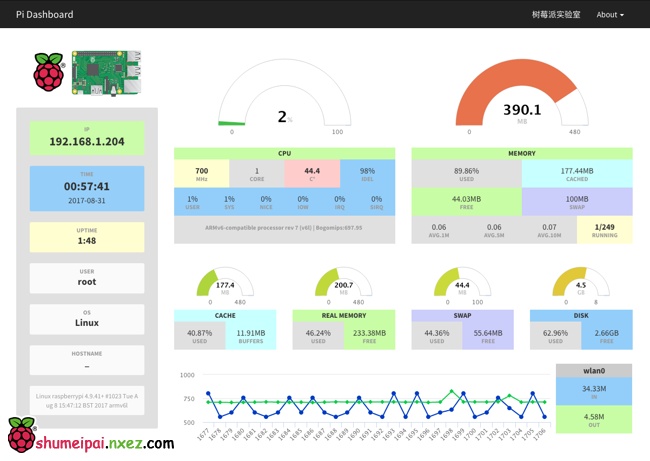 Pi Dashboard
树莓派实验室 About
IP
192.168.1.204
TIME
00:57:41
2017-08-31
UPTIME
1:48
USER
root
OS
Linux
HOSTNAME
_
Linux raspberrypi 4.9.41+ #1023 Tue A
ug 8 15:47:12 BST 2017 armv6l
2%
0 100
390.1
MB
0 480
CPU
700 1 44.4 98%
MHz CORE C° IDEL
1% 1% 0% 0% 0% 0%
USER SYS NICE IOW IRQ SIRQ
ARMv6-compatible processor rev 7 (v6l) | Bogomips:697.95
MEMORY
89.86% 177.44MB
USED CACHED
44.03MB 100MB
FREE SWAP
0.06 0.06 0.07 1/249
AVG.1M AVG.5M AVG.15M RUNNING
177.4
MB
0 480
CACHE
40.87% 11.91MB
USED BUFFERS
200.7
MB
0 480
REAL MEMORY
46.24% 233.38MB
USED FREE
44.4
MB
0 100
SWAP
44.36% 55.64MB
USED FREE
4.5
GB
0 8
DISK
62.96% 2.66GB
USED FREE
1000
750
500
1677 1678 1679 1680 1681 1682 1683 1684 1685 1686 1687 1688 1689 1690 1691 1692 1693 1694 1695 1696 1697 1698 1699 1700 1701 1702 1703 1704 1705 1706
wlan0
34.33M
IN
4.58M
OUT
shumeipai.nxez.com